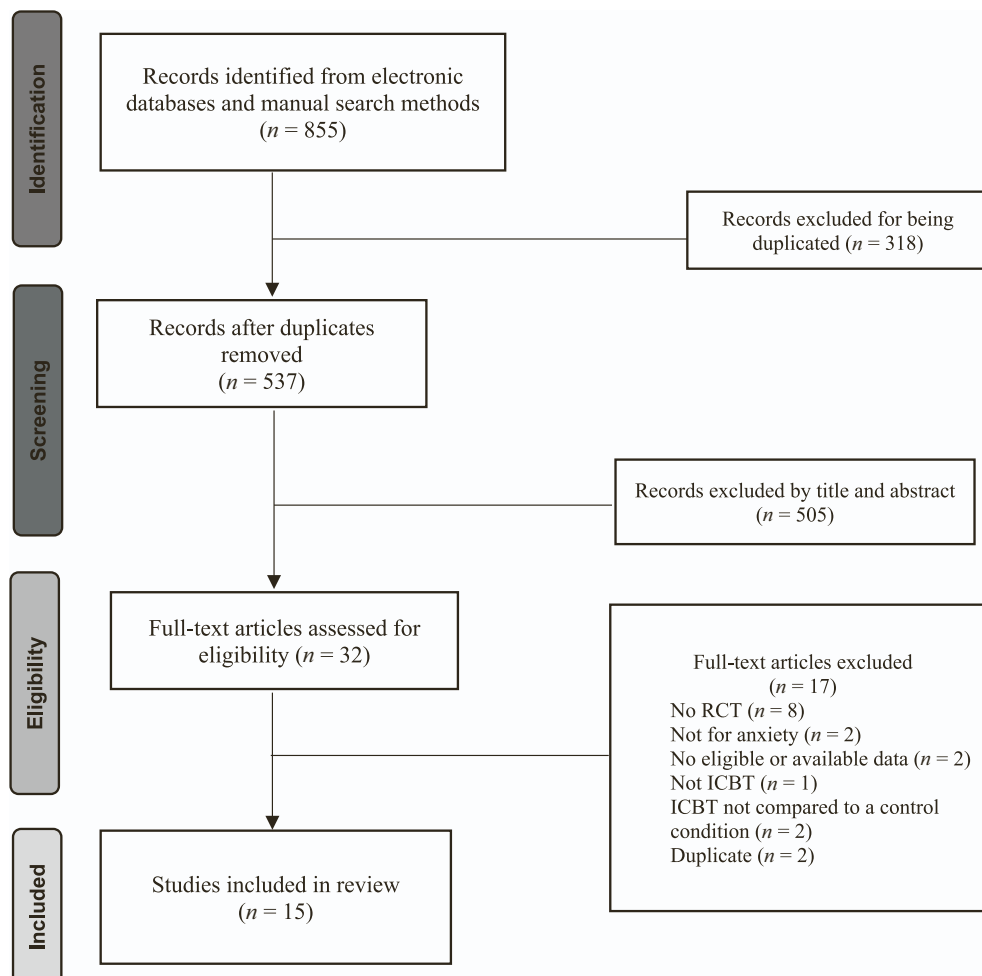 Identification
Records identified from electronic
databases and manual search methods
(n = 855)
Records excluded for being
duplicated (n = 318)
Screening
Records after duplicates
removed
(n = 537)
Records excluded by title and abstract
(n = 505)
Eligibility
Full-text articles assessed for
eligibility (n = 32)
Full-text articles excluded
(n = 17)
No RCT (n = 8)
Not for anxiety (n = 2)
No eligible or available data (n = 2)
Not ICBT (n = 1)
ICBT not compared to a control
condition (n = 2)
Duplicate (n = 2)
Included
Studies included in review
(n = 15)